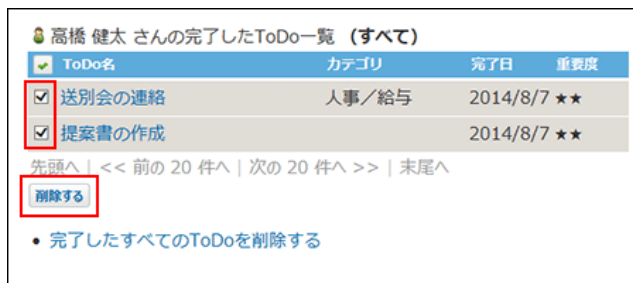 高橋 健太 さんの完了したToDo一覧 (すべて)
ToDo名 カテゴリ 完了日 重要度
送別会の連絡 人事／給与 2014/8/7 ★★
提案書の作成 2014/8/7 ★★
先頭へ | << 前の 20 件へ | 次の 20 件へ >> | 末尾へ
削除する
• 完了したすべてのToDoを削除する